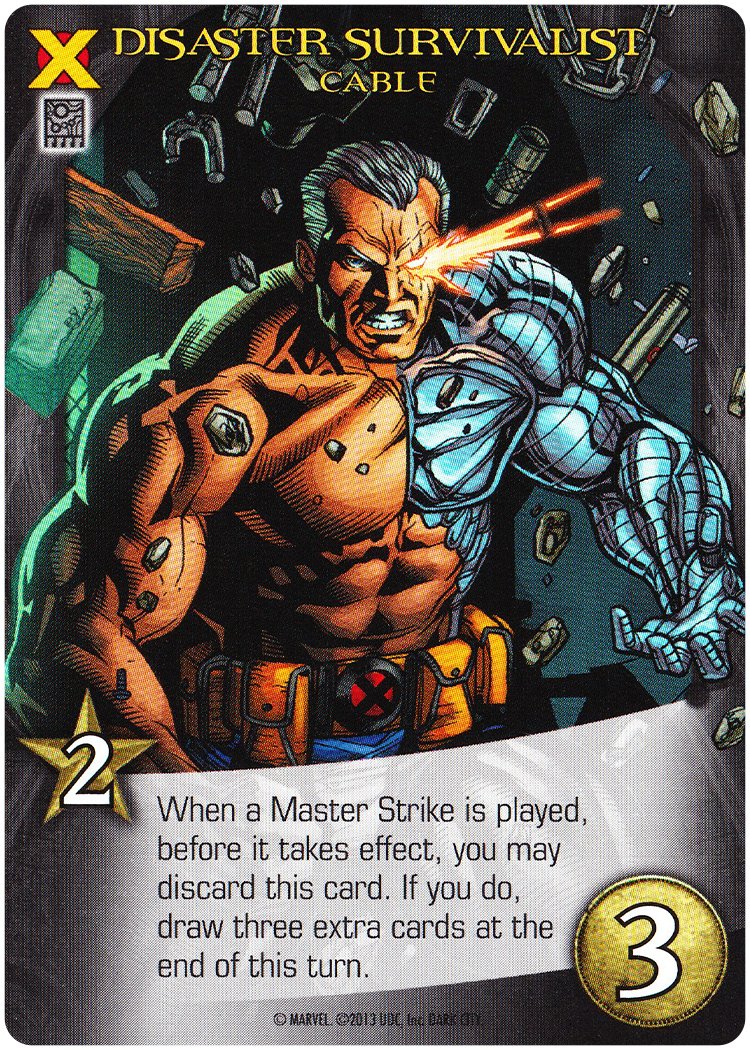 DISASTER SURVIVALIST
CABLE
2
When a Master Strike is played,
before it takes effect, you may
discard this card. If you do,
draw three extra cards at the
end of this turn.
3
© MARVEL. ©2013 UDC, Inc. DARK CITY